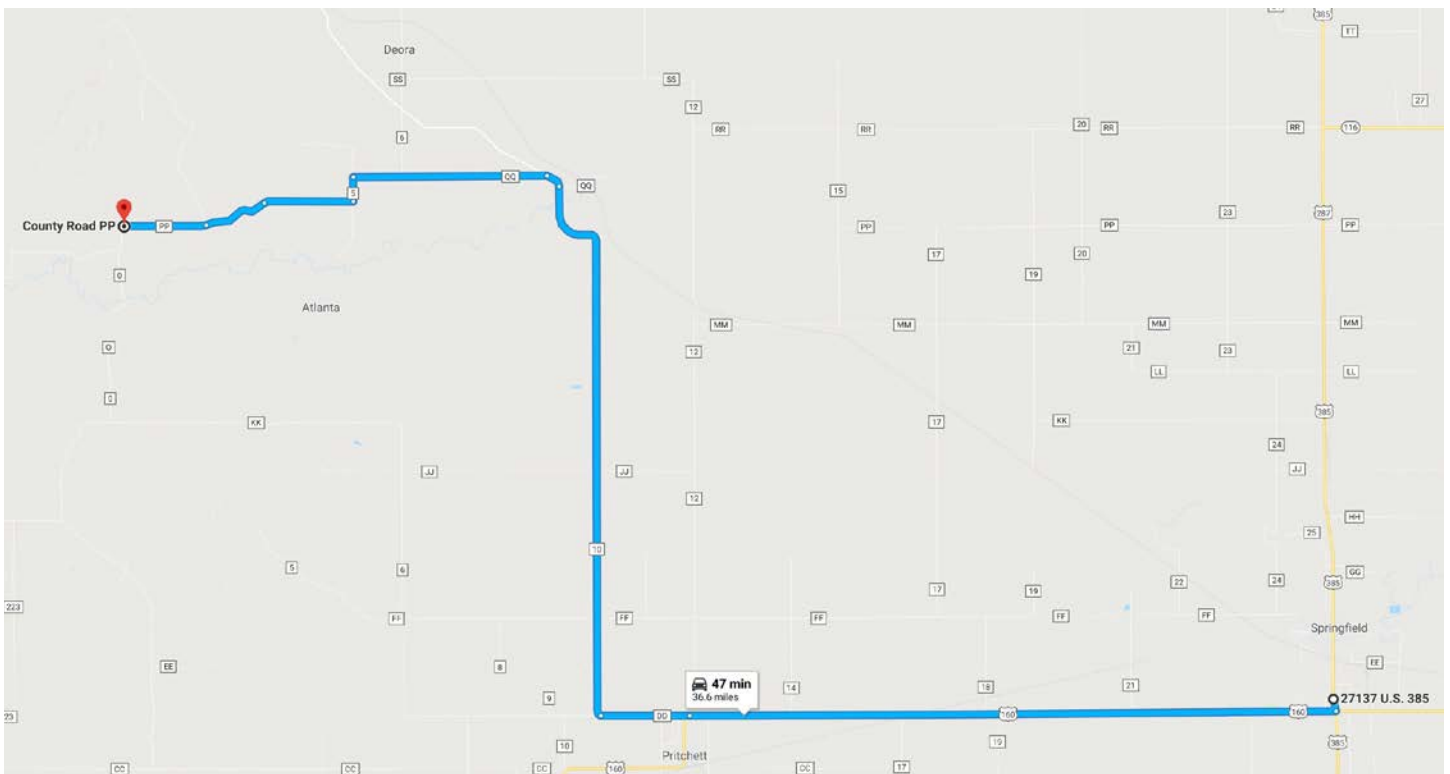 385
ET
Deora
SS
SS
12
27
6
RR
RR
20
RR
RR
116
QQ
QQ
5
15
23
287
County Road PP
PP
PP
PP
PP
17
20
0
19
Atlanta
MM
MM
MM
MM
0
12
21
23
LL
LL
0
385
KK
17
KK
24
JJ
JJ
JJ
12
HH
25
10
5
6
GG
22
24
385
17
19
223
FF
FF
FF
FF
FF
Springfield
EE
8
EE
47 min
36.6 miles
14
18
21
9
27137 U.S. 385
23
DD
160
160
10
19
385
Pritchett
CC
CC
CC
160
CC
17